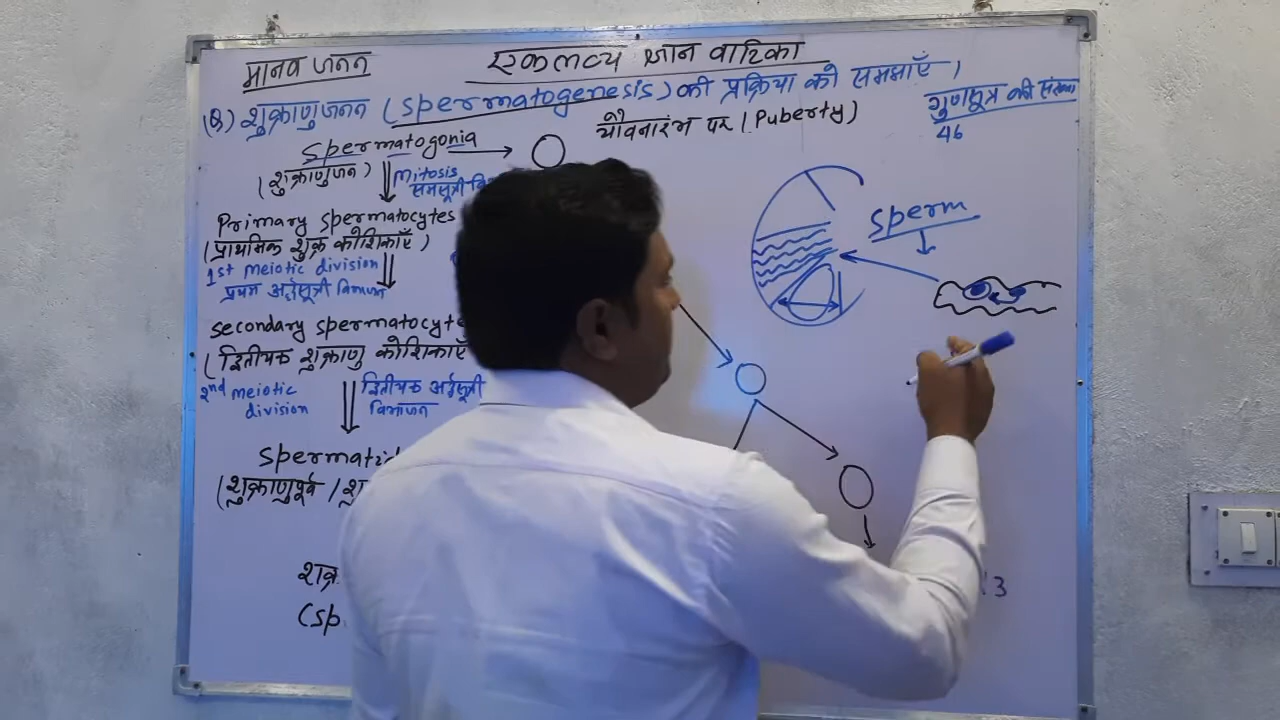 मानव जनन
एकलव्य ज्ञान वाटिका
(Q) शुक्राणुजनन (spermatogenesis) की प्रक्रिया को समझाएँ।
गुणसूत्र की संख्या
46
यौवनारंभ पर (Puberty)
Spermatogonia
(शुक्राणुजन)
Mitosis
समसूत्री
Primary spermatocytes
(प्राथमिक शुक्र कोशिकाएँ)
1st meiotic division
प्रथम अर्द्धसूत्री विभाजन
secondary spermatocyte
(द्वितीयक शुक्राणु कोशिकाएँ
2nd meiotic
division
द्वितीयक अर्द्धसूत्री
विभाजन
spermatid
(शुक्राणुपूर्व /
(sp
sperm
3